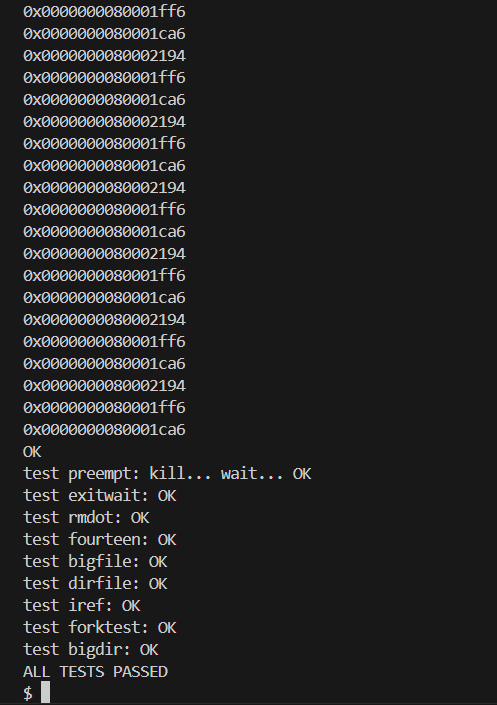 0x0000000080001ff6
0x0000000080001ca6
0x0000000080002194
0x0000000080001ff6
0x0000000080001ca6
0x0000000080002194
0x0000000080001ff6
0x0000000080001ca6
0x0000000080002194
0x0000000080001ff6
0x0000000080001ca6
0x0000000080002194
0x0000000080001ff6
0x0000000080001ca6
0x0000000080002194
0x0000000080001ff6
0x0000000080001ca6
0x0000000080002194
0x0000000080001ff6
0x0000000080001ca6
OK
test preempt: kill... wait... OK
test exitwait: OK
test rmdot: OK
test fourteen: OK
test bigfile: OK
test dirfile: OK
test iref: OK
test forktest: OK
test bigdir: OK
ALL TESTS PASSED
$